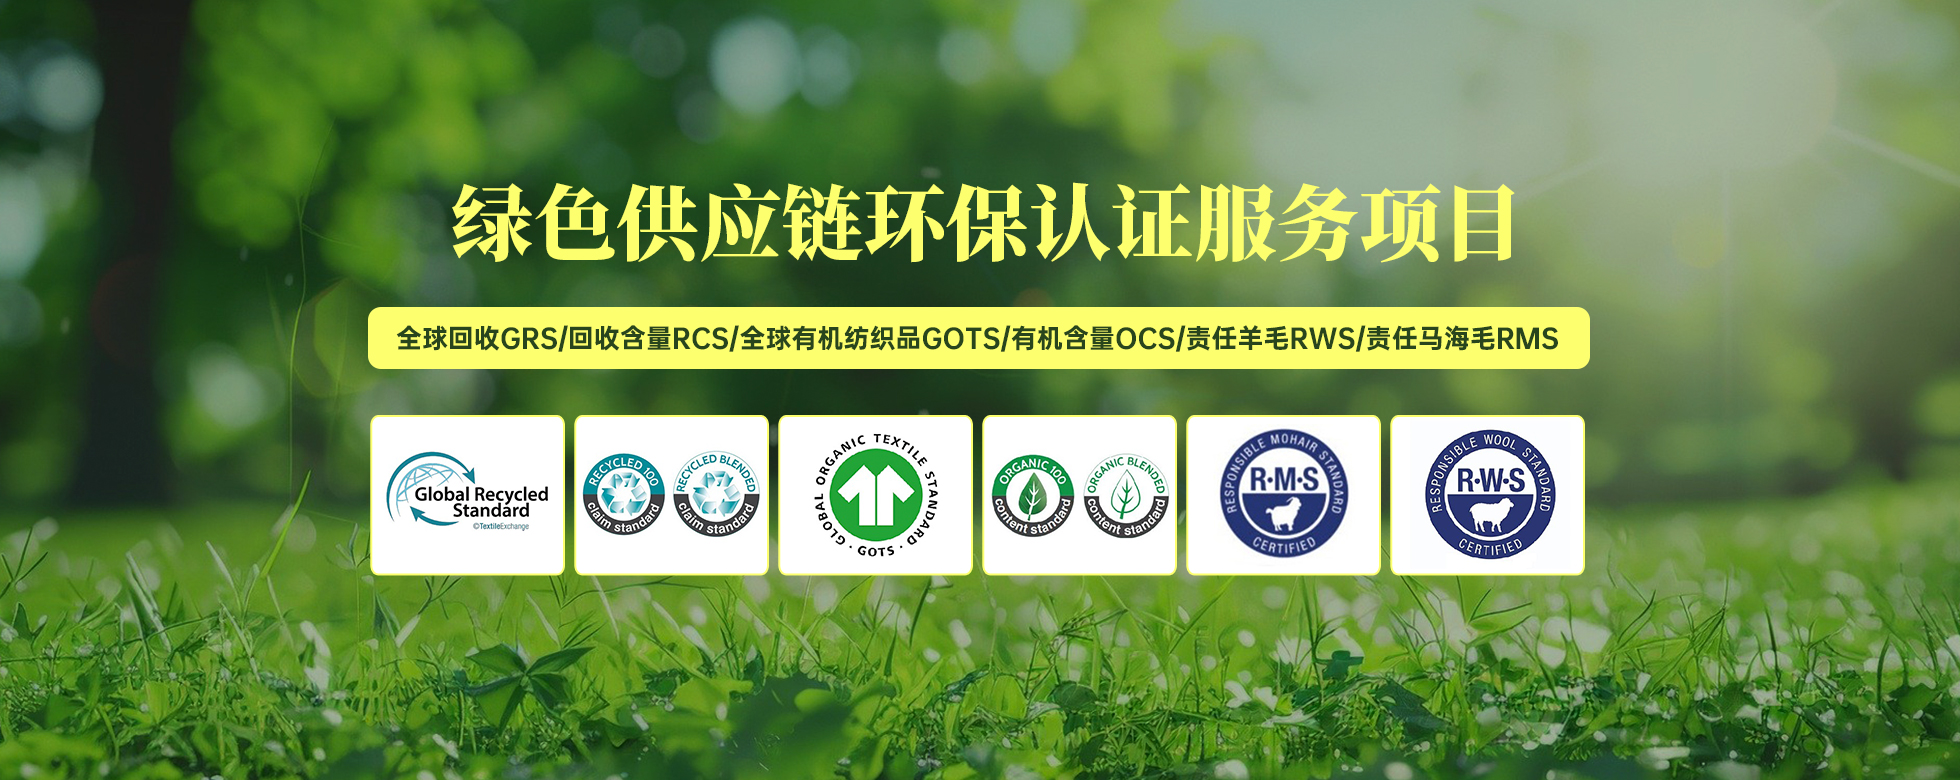 绿色供应链环保认证服务项目
全球回收GRS/回收含量RCS/全球有机纺织品GOTS/有机含量OCS/责任羊毛RWS/责任马海毛RMS
Global Recycled
Standard
©TextileExchange
RECYCLED 100
claim standard
RECYCLED BLENDED
claim standard
GLOBAL ORGANIC TEXTILE STANDARD
· GOTS ·
ORGANIC 100
content standard
ORGANIC BLENDED
content standard
RESPONSIBLE MOHAIR STANDARD
R·M·S
CERTIFIED
RESPONSIBLE WOOL STANDARD
R·W·S
CERTIFIED